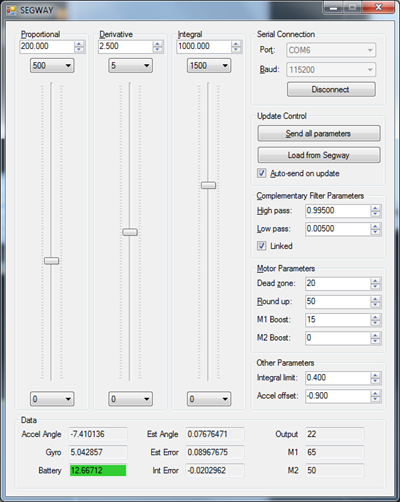 SEGWAY
Proportional Derivative Integral
200.000 2.500 1000.000
500 5 1500
0 0 0
Serial Connection
Port: COM6
Baud: 115200
Disconnect
Update Control
Send all parameters
Load from Segway
Auto-send on update
Complementary Filter Parameters
High pass: 0.99500
Low pass: 0.00500
Linked
Motor Parameters
Dead zone: 20
Round up: 50
M1 Boost: 15
M2 Boost: 0
Other Parameters
Integral limit: 0.400
Accel offset: -0.900
Data
Accel Angle -7.410136 Est Angle 0.07676471 Output 22
Gyro 5.042857 Est Error 0.08967675 M1 65
Battery 12.66712 Int Error -0.0202962 M2 50